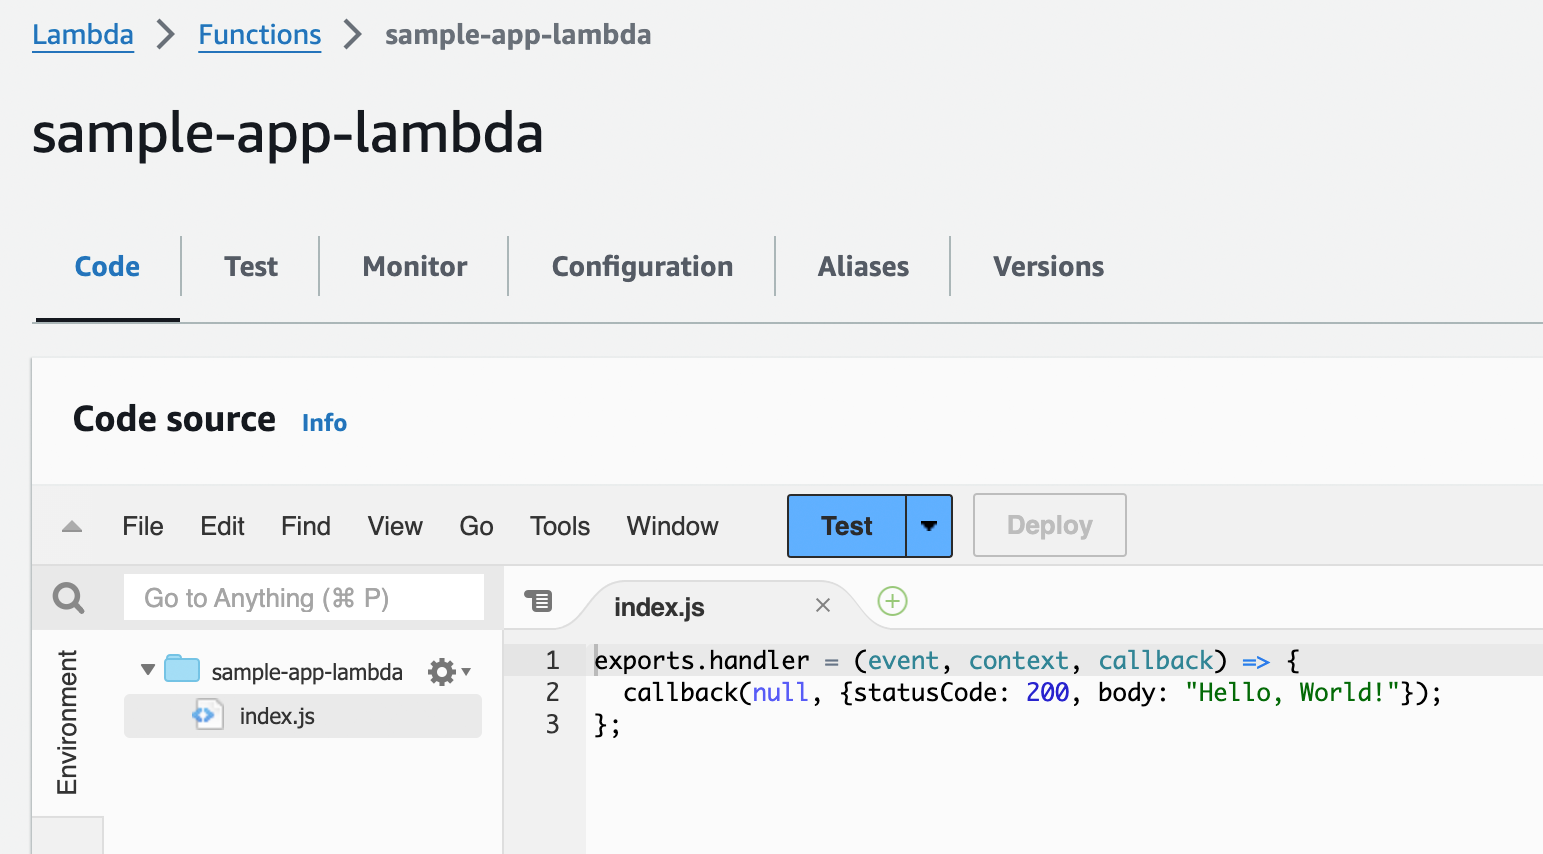 Lambda > Functions > sample-app-lambda
sample-app-lambda
Code Test Monitor Configuration Aliases Versions
Code source Info
File Edit Find View Go Tools Window Test Deploy
Go to Anything (⌘ P)
index.js
Environment
sample-app-lambda
index.js
1 exports.handler = (event, context, callback) => {
2   callback(null, {statusCode: 200, body: "Hello, World!"});
3 };